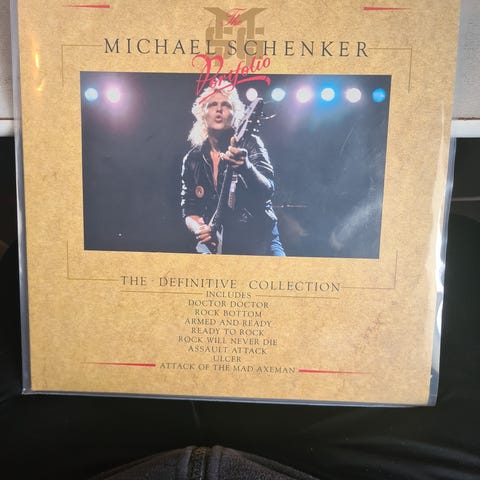 The
MICHAEL SCHENKER
Portfolio
THE · DEFINITIVE · COLLECTION
INCLUDES
DOCTOR DOCTOR
ROCK BOTTOM
ARMED AND READY
READY TO ROCK
ROCK WILL NEVER DIE
ASSAULT ATTACK
ULCER
ATTACK OF THE MAD AXEMAN